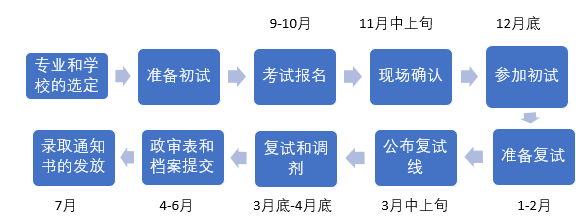 9-10月
11月中上旬
12月底
专业和学
校的选定
准备初试
考试报名
现场确认
参加初试
录取通知
书的发放
政审表和
档案提交
复试和调
剂
公布复试
线
准备复试
7月
4-6月
3月底-4月底
3月中上旬
1-2月